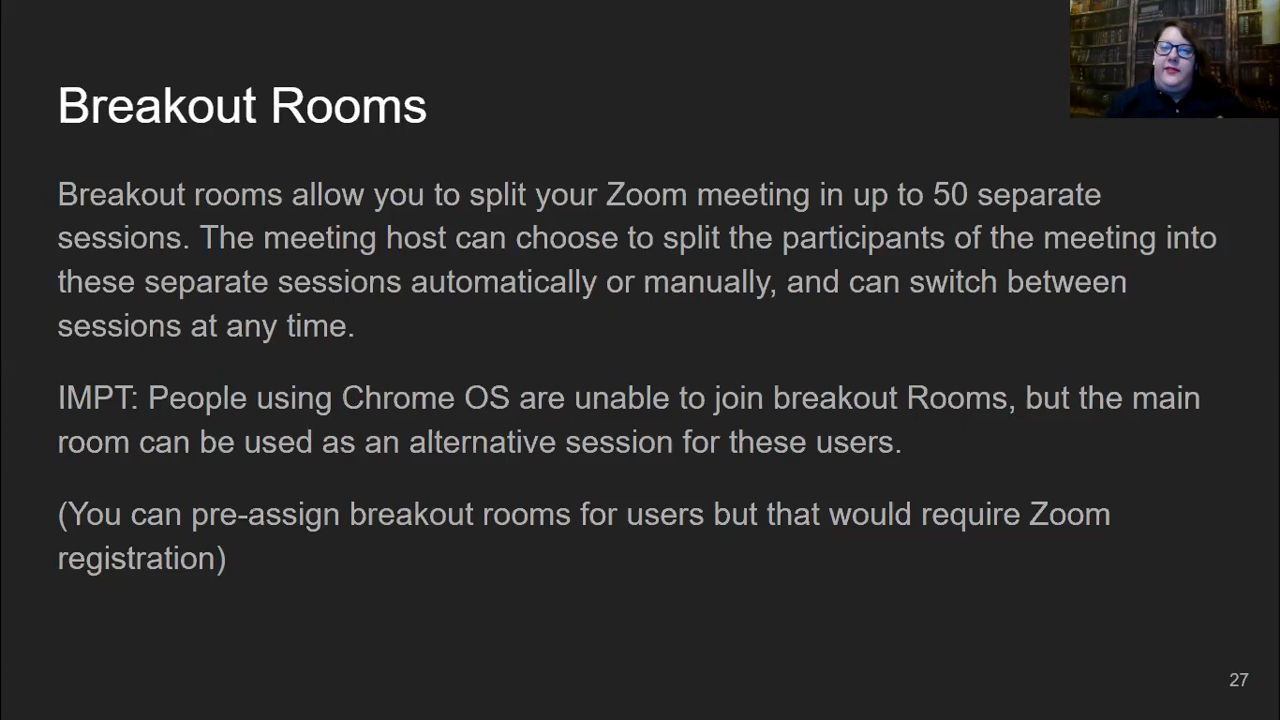 Breakout Rooms
Breakout rooms allow you to split your Zoom meeting in up to 50 separate
sessions. The meeting host can choose to split the participants of the meeting into
these separate sessions automatically or manually, and can switch between
sessions at any time.
IMPT: People using Chrome OS are unable to join breakout Rooms, but the main
room can be used as an alternative session for these users.
(You can pre-assign breakout rooms for users but that would require Zoom
registration)
27